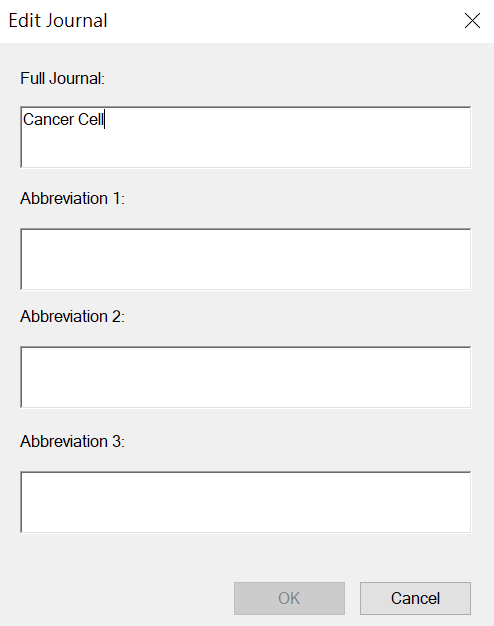 Edit Journal
Full Journal:
Cancer Cell
Abbreviation 1:
Abbreviation 2:
Abbreviation 3:
OK
Cancel